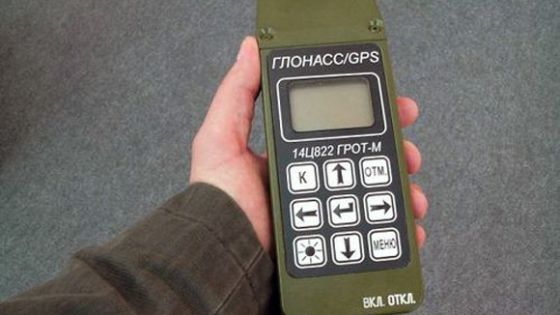 ГЛОНАСС/GPS
14Ц822 ГРОТ-М
К
ОТМ.
МЕНЮ
ВКЛ. ОТКЛ.